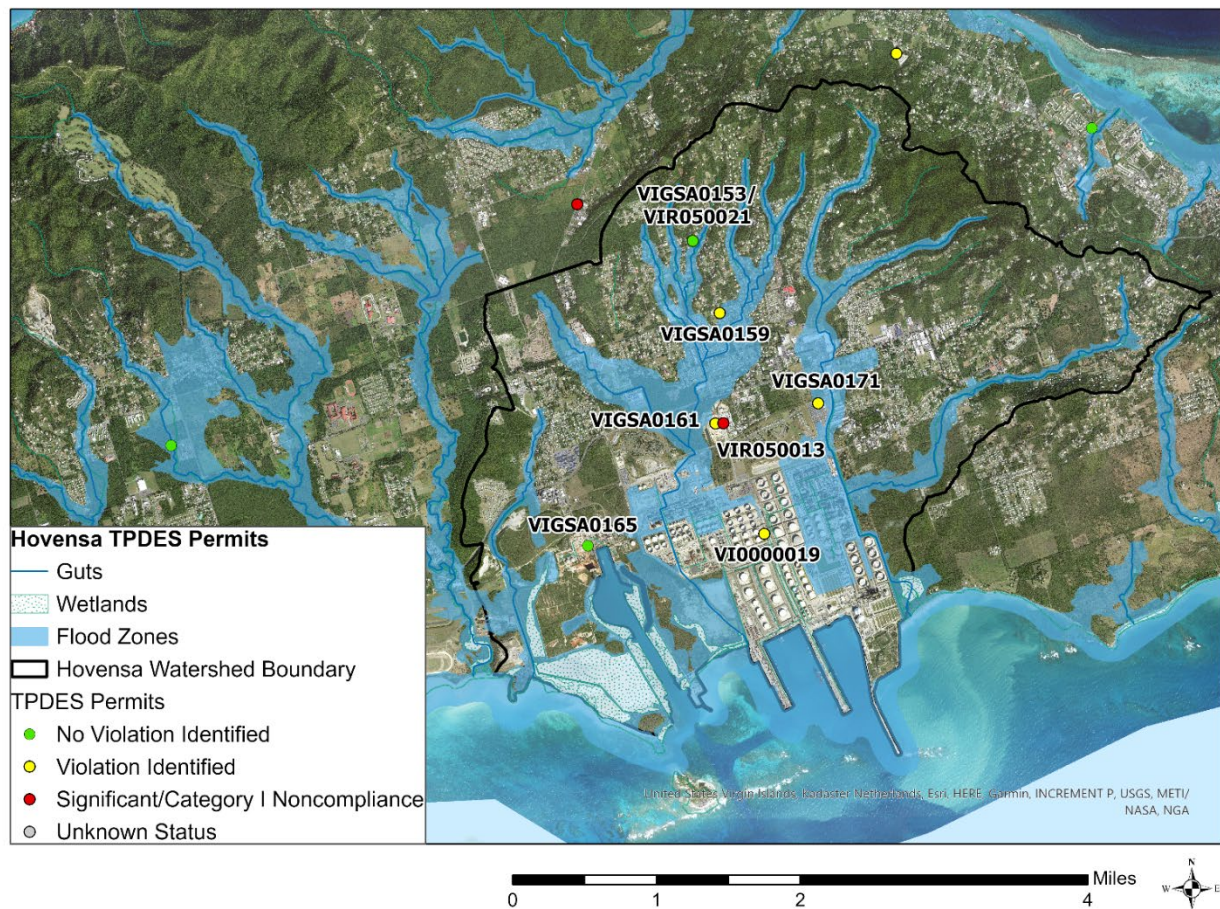 VIGSA0153/
VIR050021
VIGSA0159
VIGSA0171
VIGSA0161
VIR050013
VIGSA0165
VI0000019
Hovensa TPDES Permits
Guts
Wetlands
Flood Zones
Hovensa Watershed Boundary
TPDES Permits
No Violation Identified
Violation Identified
Significant/Category I Noncompliance
Unknown Status
United States Virgin Islands, Kadaster Netherlands, Esri, HERE, Garmin, INCREMENT P, USGS, METI/
NASA, NGA
Miles
0 1 2 4
N
W E
S